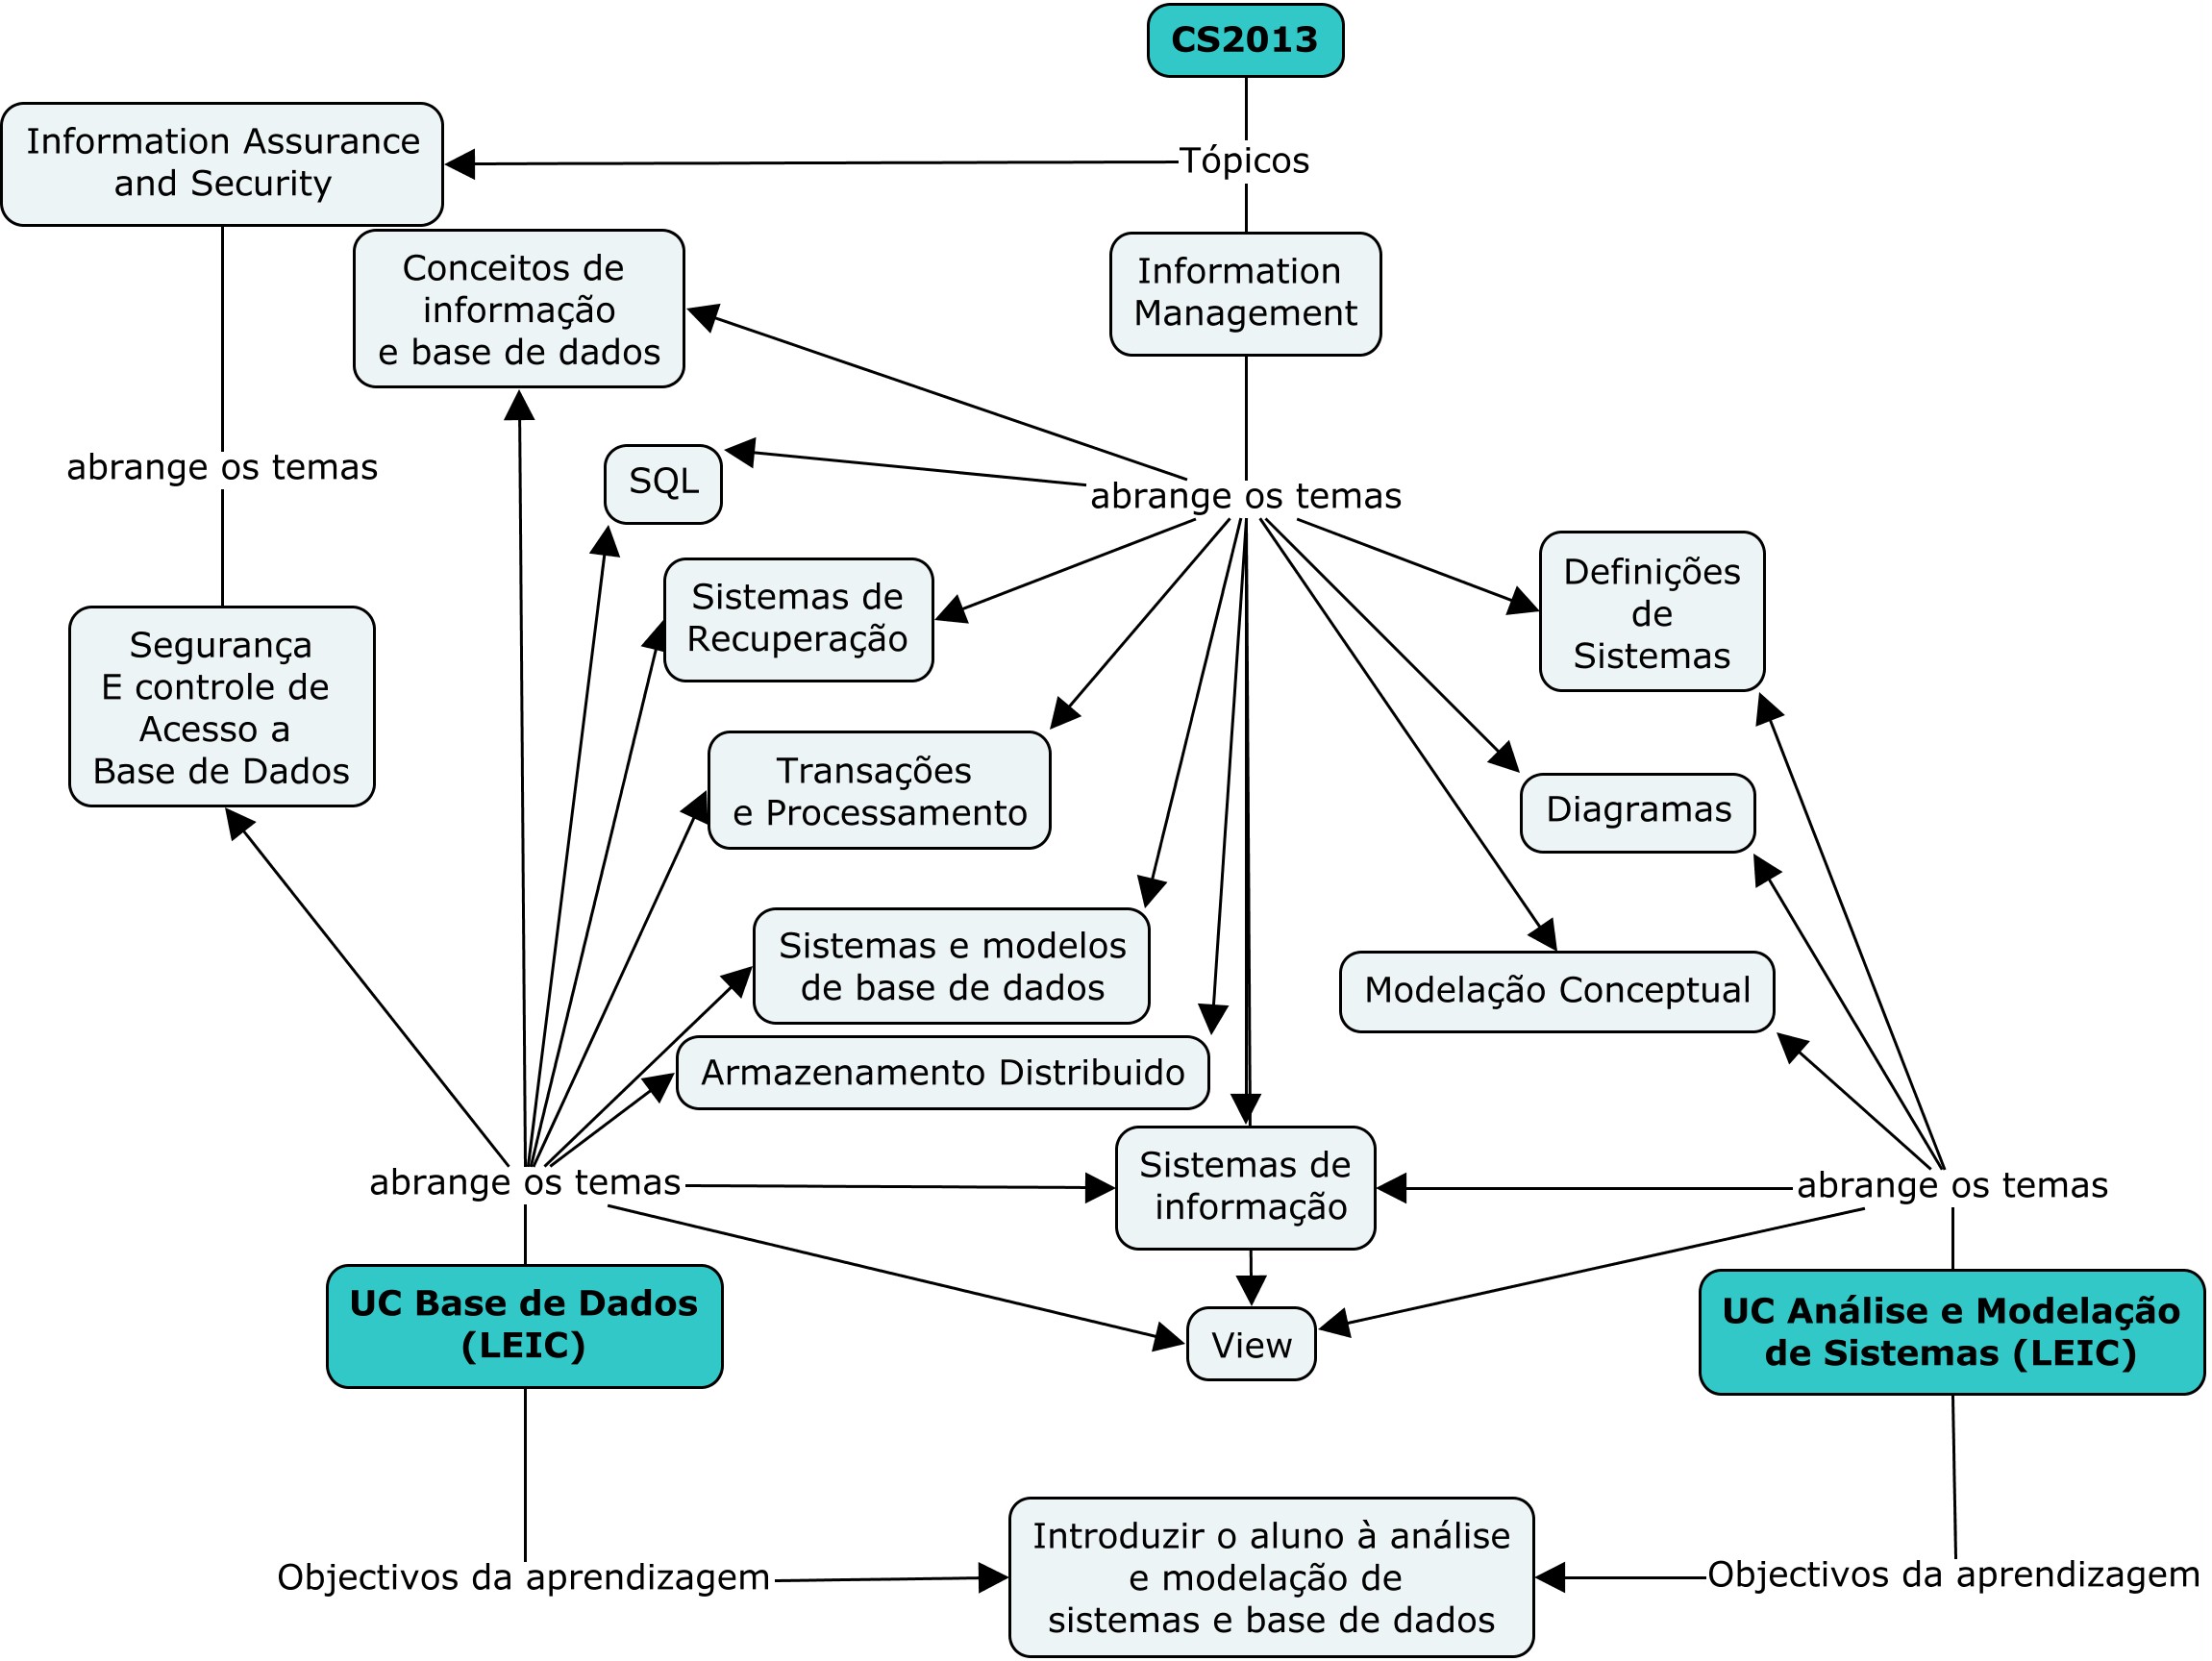 CS2013
Information Assurance
and Security
Tópicos
Conceitos de
informação
e base de dados
Information
Management
abrange os temas
SQL
abrange os temas
Sistemas de
Recuperação
Definições
de
Sistemas
Segurança
E controle de
Acesso a
Base de Dados
Transações
e Processamento
Diagramas
Sistemas e modelos
de base de dados
Modelação Conceptual
Armazenamento Distribuido
abrange os temas
Sistemas de
informação
abrange os temas
UC Base de Dados
(LEIC)
View
UC Análise e Modelação
de Sistemas (LEIC)
Objectivos da aprendizagem
Introduzir o aluno à análise
e modelação de
sistemas e base de dados
Objectivos da aprendizagem